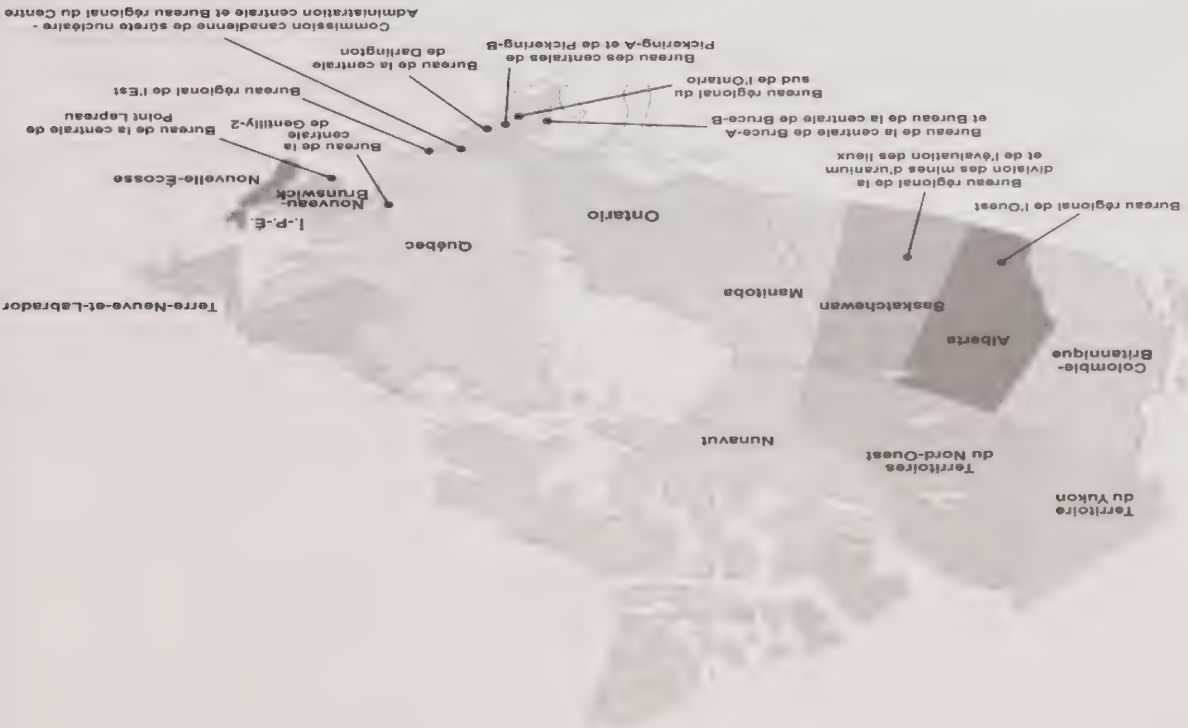 Territoire
du Yukon
Territoires
du Nord-Ouest
Nunavut
Colombie-
Britannique
Alberta
Saskatchewan
Manitoba
Ontario
Québec
Terre-Neuve-et-Labrador
Î.-P.-É.
Nouveau-
Brunswick
Nouvelle-Écosse
Bureau régional de l'Ouest
Bureau régional de la
division des mines d'uranium
et de l'évaluation des lieux
Bureau de la centrale de Bruce-A
et Bureau de la centrale de Bruce-B
Bureau régional du
sud de l'Ontario
Bureau des centrales de
Pickering-A et de Pickering-B
Bureau de la centrale
de Darlington
Bureau de la
centrale
de Gentilly-2
Bureau de la centrale de
Point Lepreau
Bureau régional de l'Est
Commission canadienne de sûreté nucléaire -
Administration centrale et Bureau régional du Centre